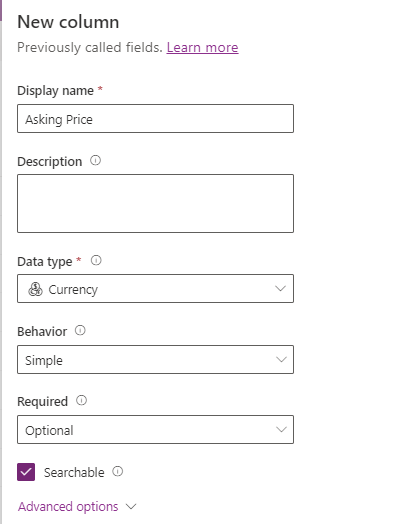 New column
Previously called fields. Learn more
Display name *
Asking Price
Description
Data type *
Currency
Behavior
Simple
Required
Optional
Searchable
Advanced options